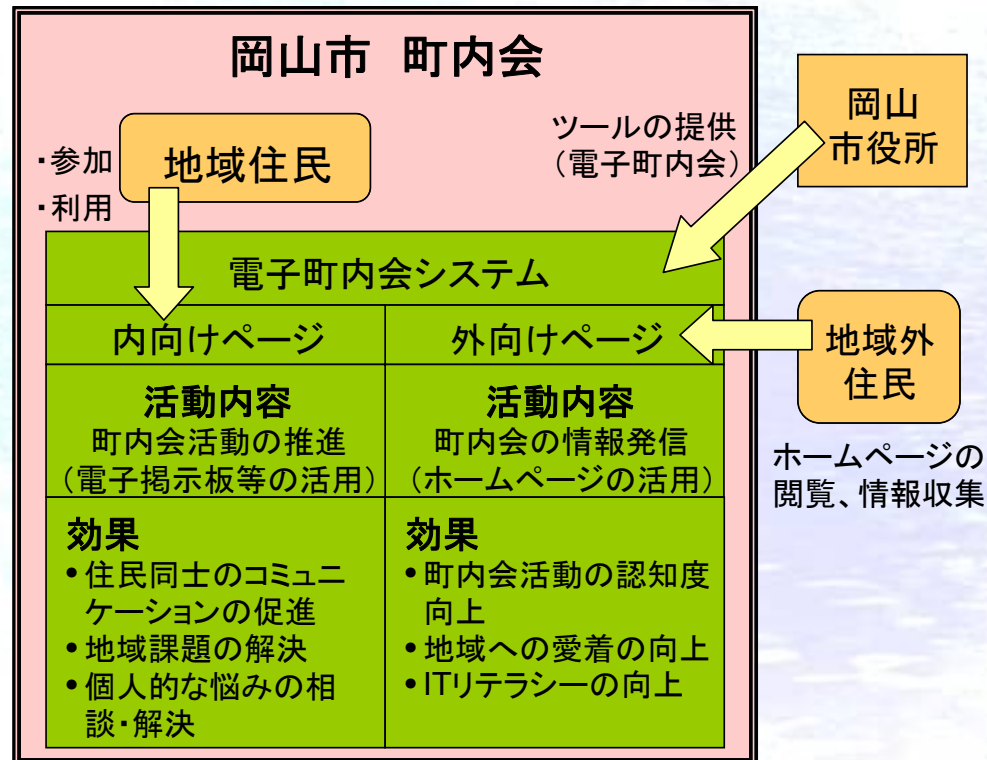 岡山市 町内会
・参加
・利用
地域住民
ツールの提供
（電子町内会）
岡山
市役所
電子町内会システム
内向けページ
外向けページ
地域外
住民
ホームページの
閲覧、情報収集
活動内容
町内会活動の推進
（電子掲示板等の活用）
活動内容
町内会の情報発信
（ホームページの活用）
効果
•住民同士のコミュニ
ケーションの促進
•地域課題の解決
•個人的な悩みの相
談・解決
効果
•町内会活動の認知度
向上
•地域への愛着の向上
•ITリテラシーの向上